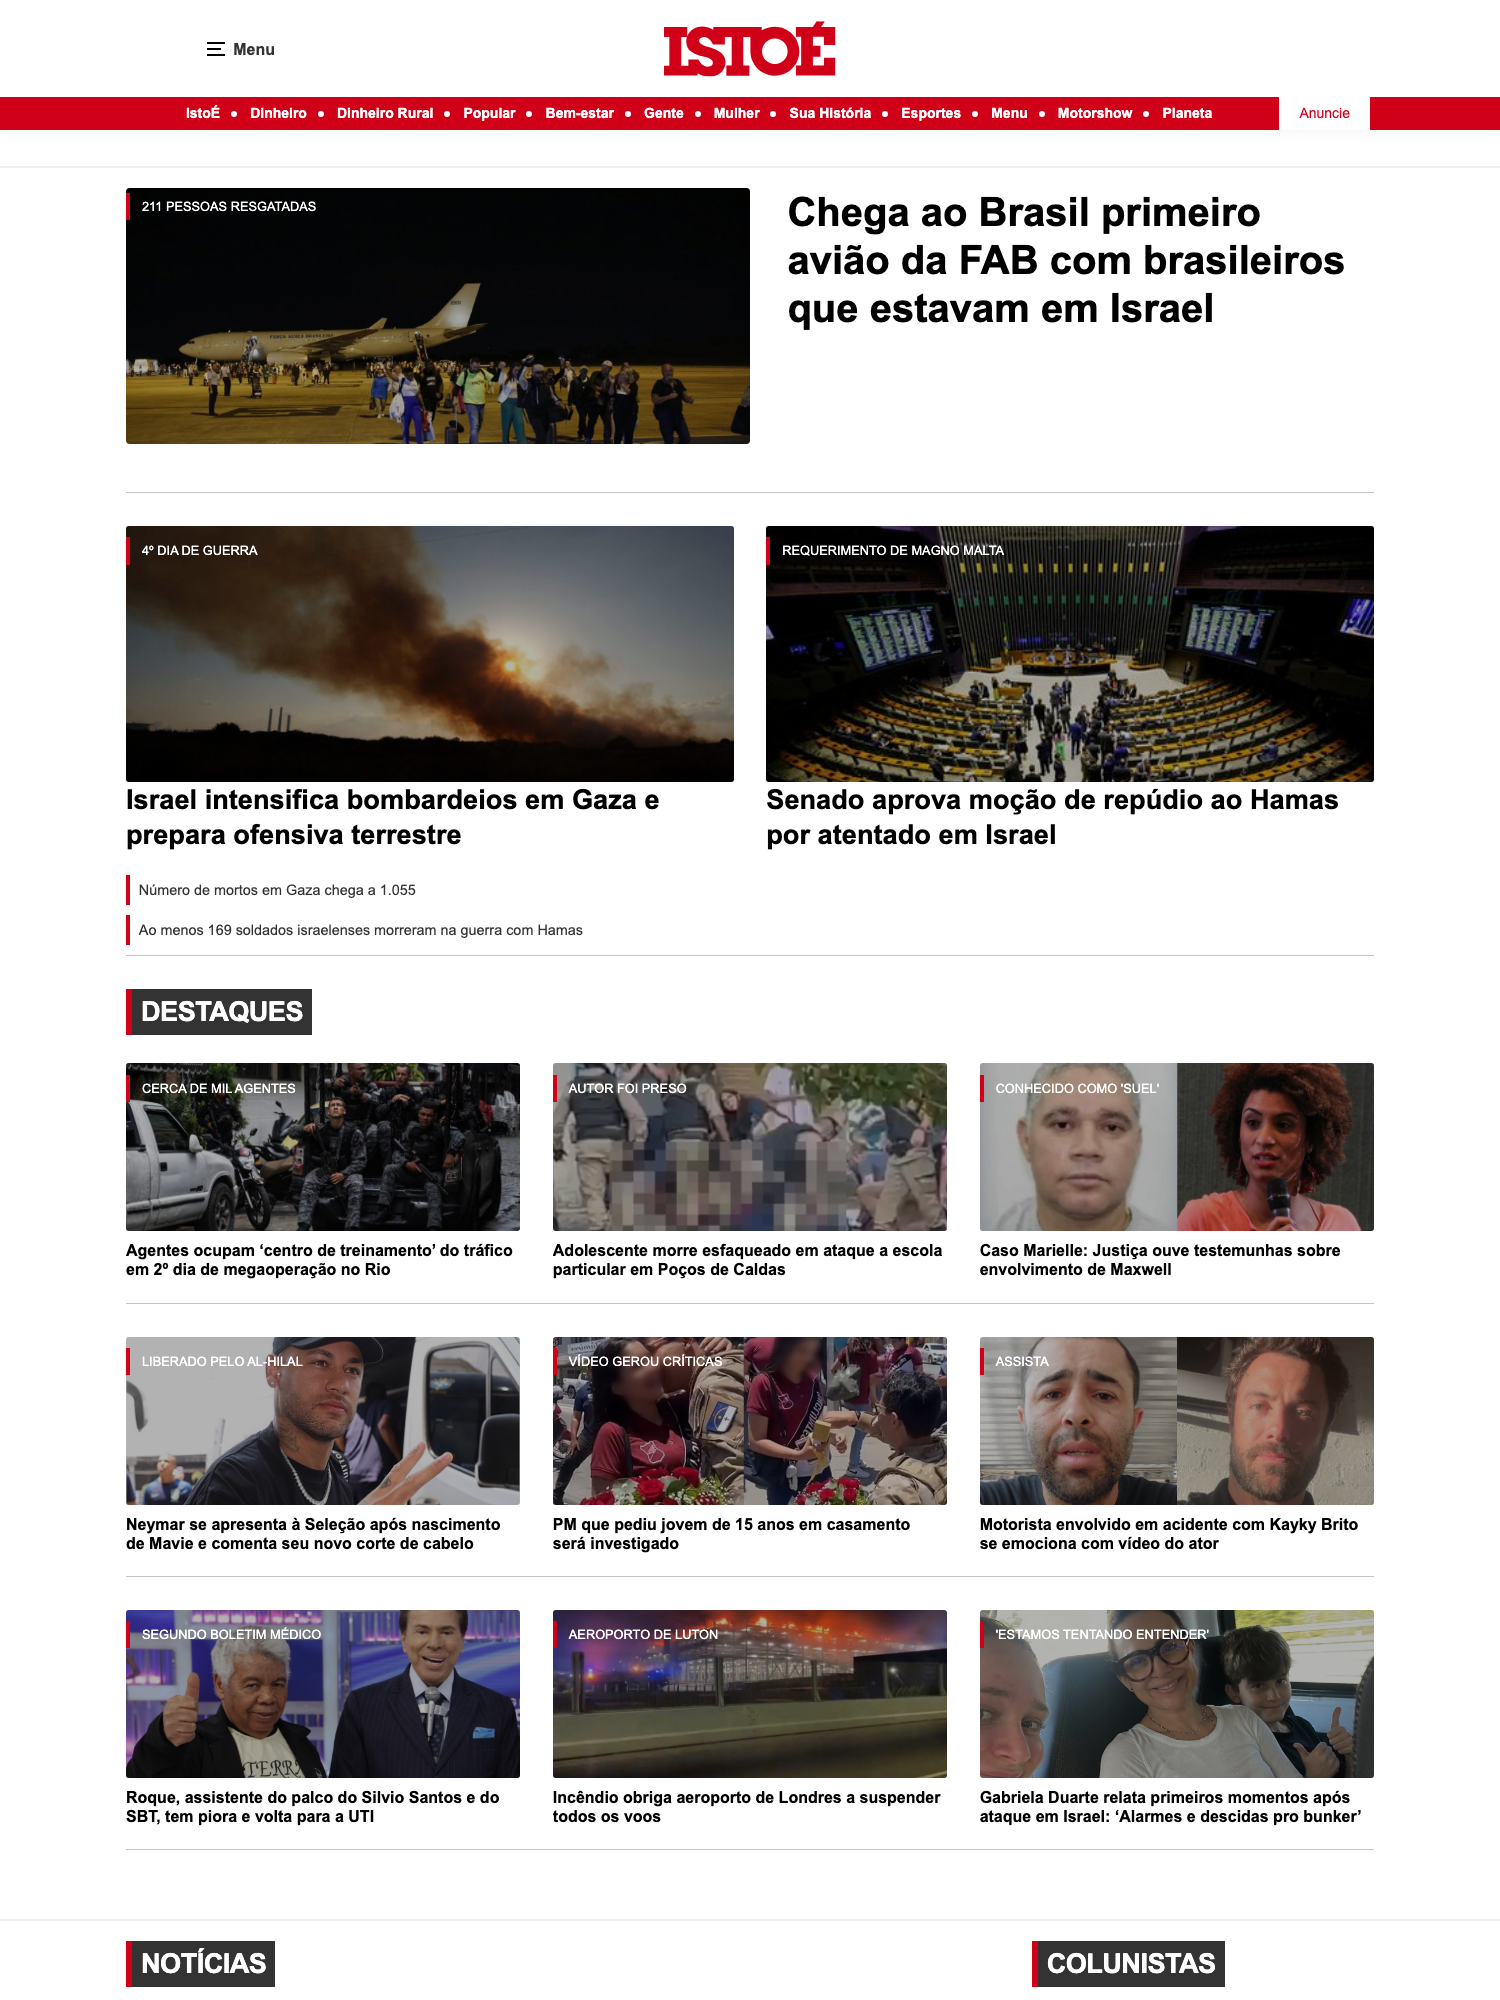 Menu
ISTOÉ
IstoÉ • Dinheiro • Dinheiro Rural • Popular • Bem-estar • Gente • Mulher • Sua História • Esportes • Menu • Motorshow • Planeta
Anuncie
211 PESSOAS RESGATADAS
Chega ao Brasil primeiro
avião da FAB com brasileiros
que estavam em Israel
4º DIA DE GUERRA
Israel intensifica bombardeios em Gaza e
prepara ofensiva terrestre
Número de mortos em Gaza chega a 1.055
Ao menos 169 soldados israelenses morreram na guerra com Hamas
REQUERIMENTO DE MAGNO MALTA
Senado aprova moção de repúdio ao Hamas
por atentado em Israel
DESTAQUES
CERCA DE MIL AGENTES
Agentes ocupam ‘centro de treinamento’ do tráfico
em 2º dia de megaoperação no Rio
AUTOR FOI PRESO
Adolescente morre esfaqueado em ataque a escola
particular em Poços de Caldas
CONHECIDO COMO 'SUEL'
Caso Marielle: Justiça ouve testemunhas sobre
envolvimento de Maxwell
LIBERADO PELO AL-HILAL
Neymar se apresenta à Seleção após nascimento
de Mavie e comenta seu novo corte de cabelo
VÍDEO GEROU CRÍTICAS
PM que pediu jovem de 15 anos em casamento
será investigado
ASSISTA
Motorista envolvido em acidente com Kayky Brito
se emociona com vídeo do ator
SEGUNDO BOLETIM MÉDICO
TERRA
Roque, assistente do palco do Silvio Santos e do
SBT, tem piora e volta para a UTI
AEROPORTO DE LUTON
Incêndio obriga aeroporto de Londres a suspender
todos os voos
'ESTAMOS TENTANDO ENTENDER'
Gabriela Duarte relata primeiros momentos após
ataque em Israel: ‘Alarmes e descidas pro bunker’
NOTÍCIAS
COLUNISTAS